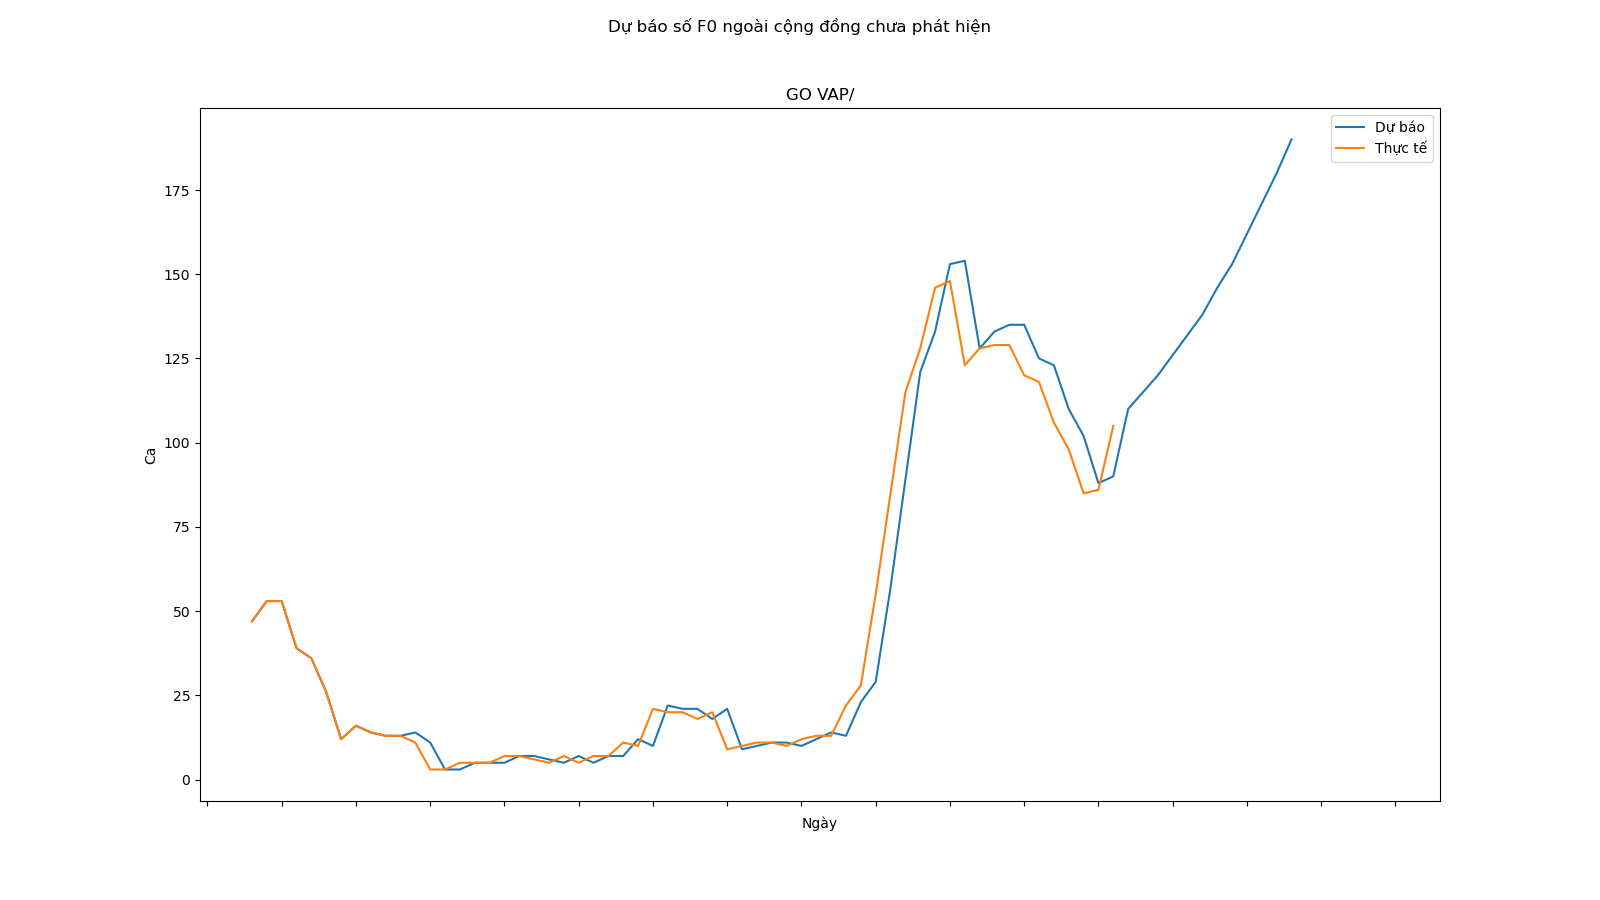 Dự báo số F0 ngoài cộng đồng chưa phát hiện
GO VAP/
Dự báo
Thực tế
175
150
125
100
75
50
25
0
Ca
Ngày